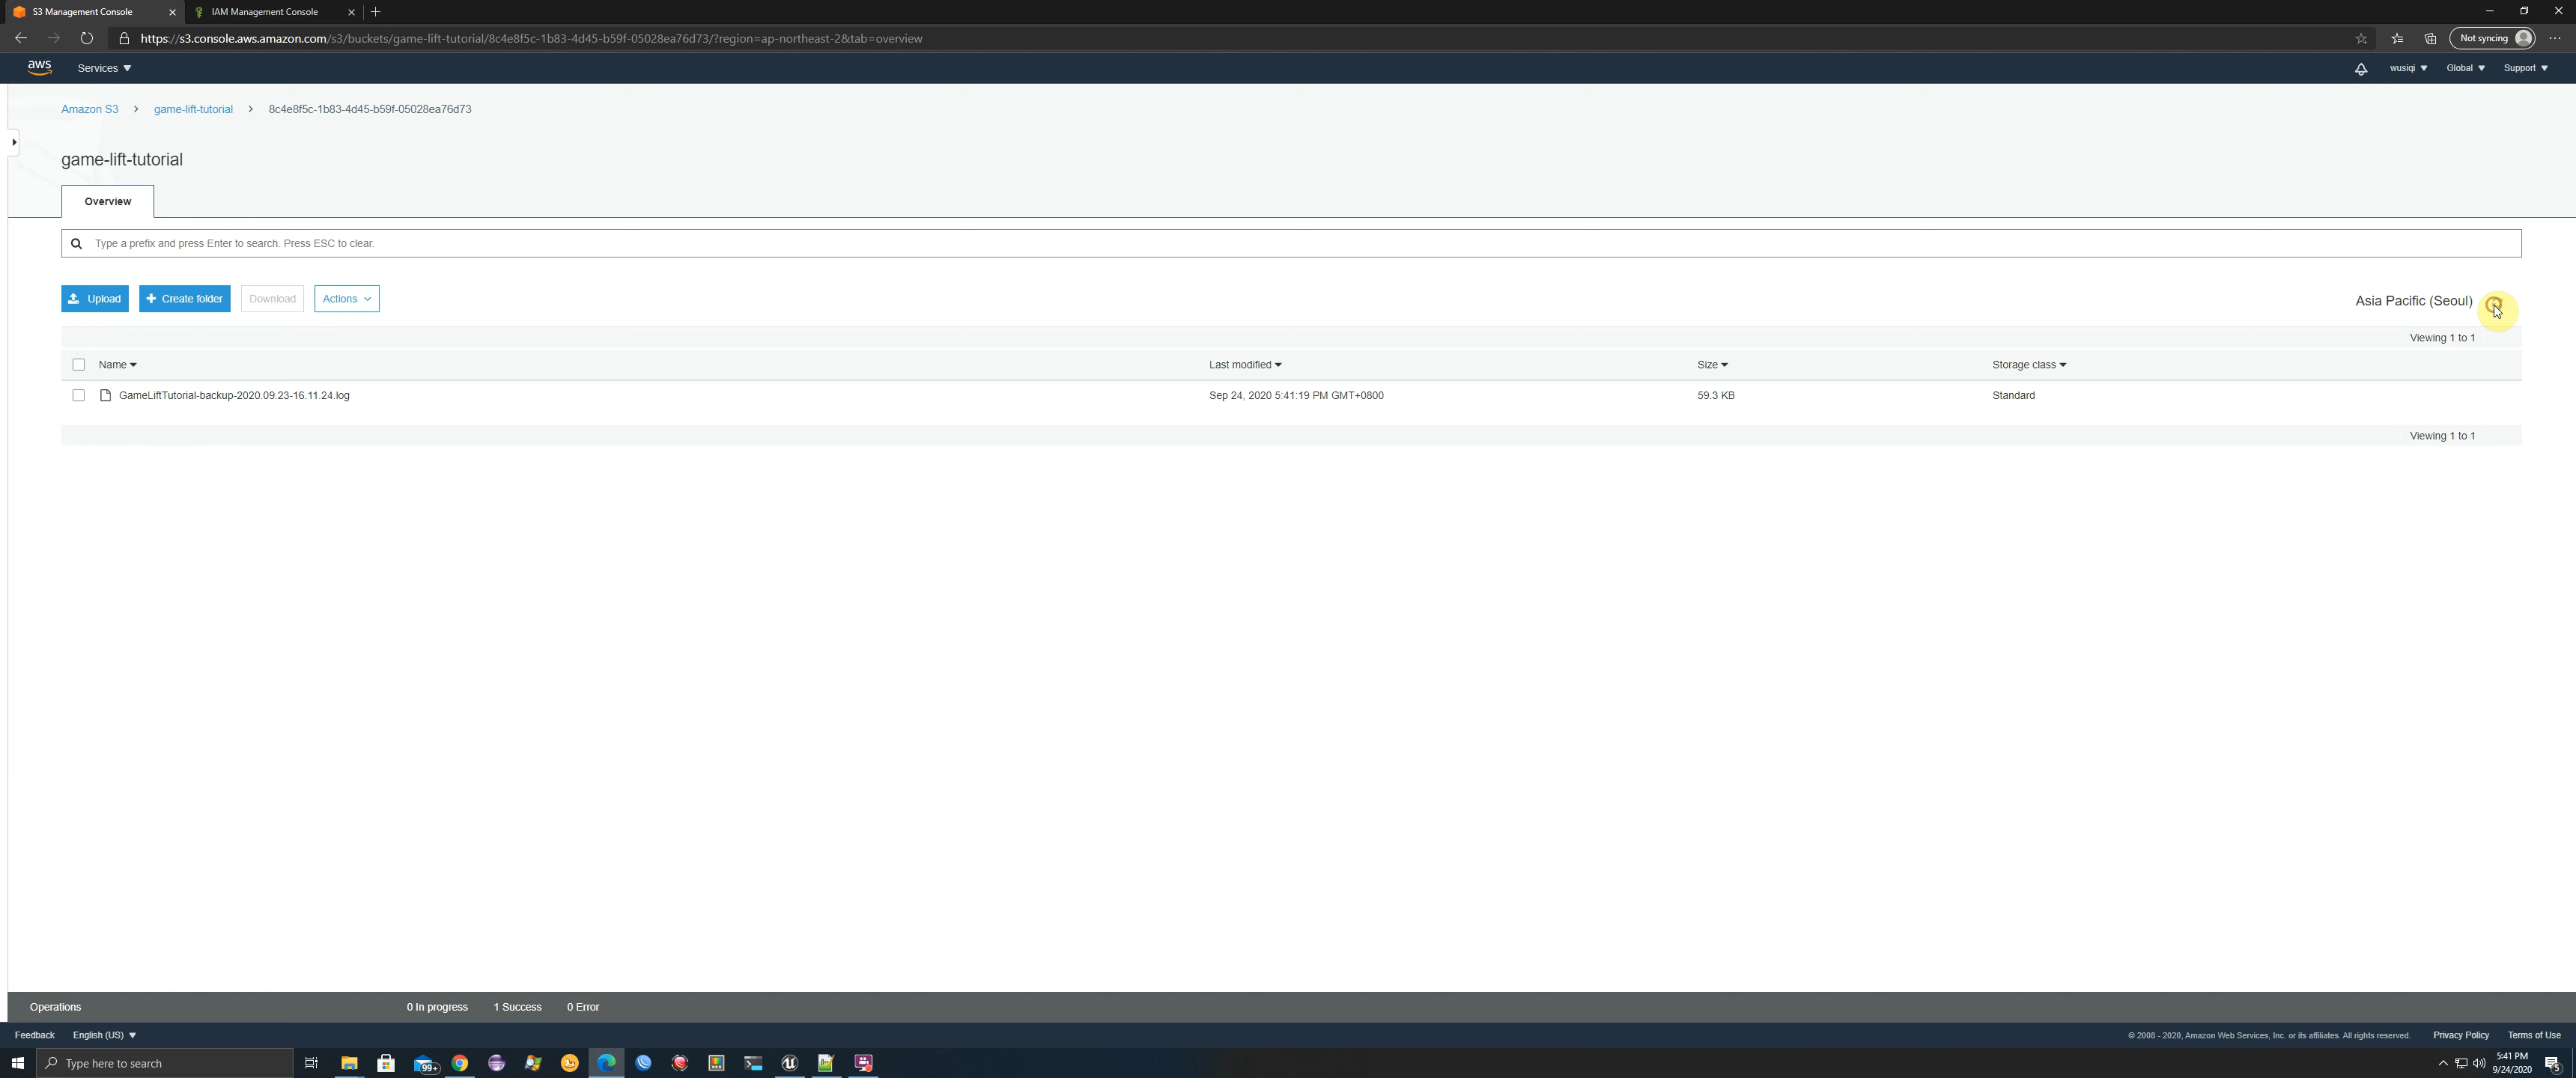 S3 Management Console
IAM Management Console
https://s3.console.aws.amazon.com/s3/buckets/game-lift-tutorial/8c4e8f5c-1b83-4d45-b59f-05028ea76d73/?region=ap-northeast-2&tab=overview
Not syncing
aws Services
wusiqi Global Support
Amazon S3 > game-lift-tutorial > 8c4e8f5c-1b83-4d45-b59f-05028ea76d73
game-lift-tutorial
Overview
Type a prefix and press Enter to search. Press ESC to clear.
Upload + Create folder Download Actions
Asia Pacific (Seoul)
Viewing 1 to 1
Name Last modified Size Storage class
GameLiftTutorial-backup-2020.09.23-16.11.24.log Sep 24, 2020 5:41:19 PM GMT+0800 59.3 KB Standard
Viewing 1 to 1
Operations 0 In progress 1 Success 0 Error
Feedback English (US)
© 2008 - 2020, Amazon Web Services, Inc. or its affiliates. All rights reserved. Privacy Policy Terms of Use
Type here to search
99+
5:41 PM
9/24/2020
5